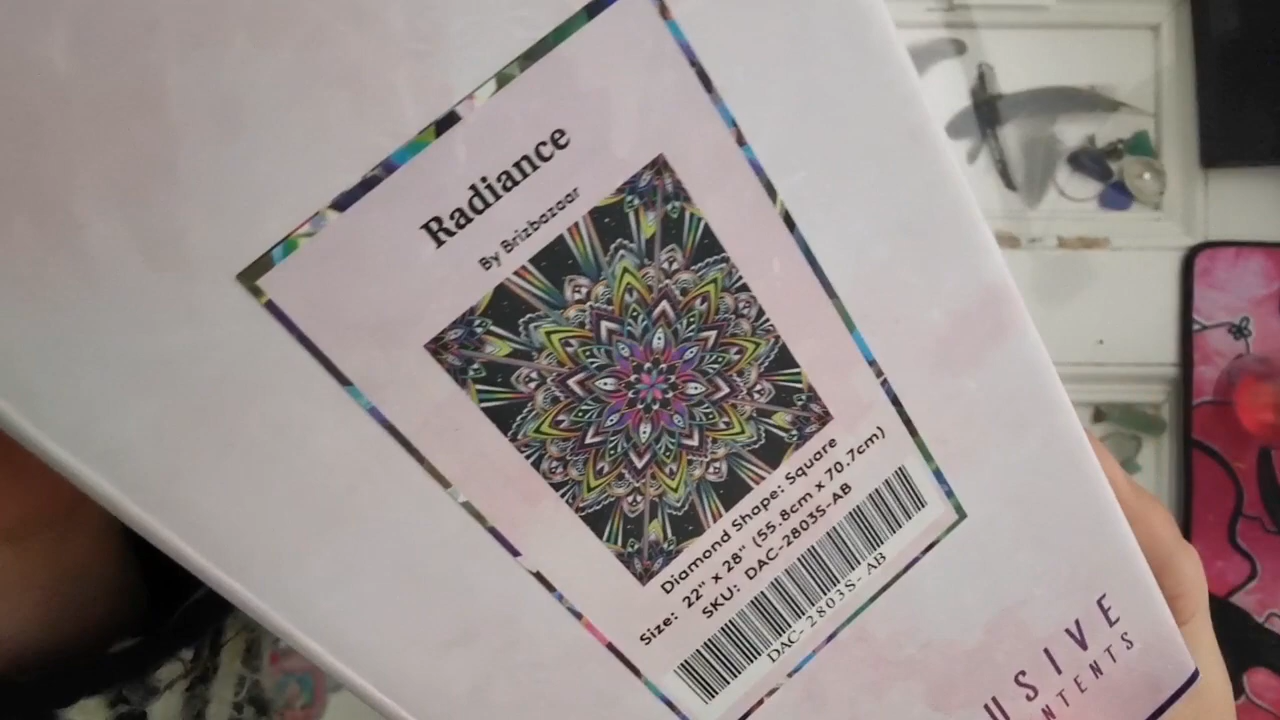 Radiance
By Brizbazaar
Diamond Shape: Square
Size: 22" x 28" (55.8cm x 70.7cm)
SKU: DAC-2803S-AB
DAC-2803S- AB